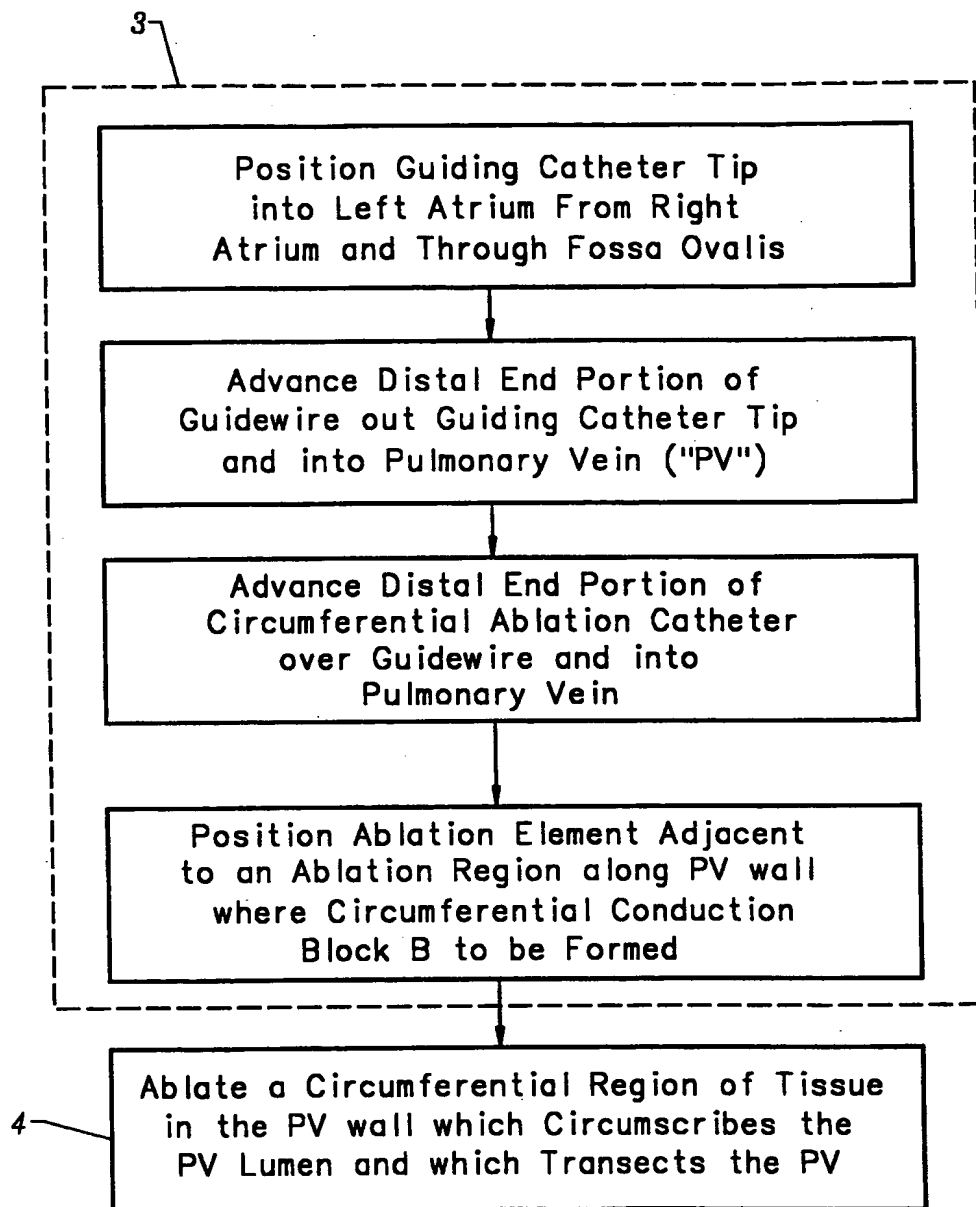 3
Position Guiding Catheter Tip
into Left Atrium From Right
Atrium and Through Fossa Ovalis
Advance Distal End Portion of
Guidewire out Guiding Catheter Tip
and into Pulmonary Vein ("PV")
Advance Distal End Portion of
Circumferential Ablation Catheter
over Guidewire and into
Pulmonary Vein
Position Ablation Element Adjacent
to an Ablation Region along PV wall
where Circumferential Conduction
Block B to be Formed
4
Ablate a Circumferential Region of Tissue
in the PV wall which Circumscribes the
PV Lumen and which Transects the PV